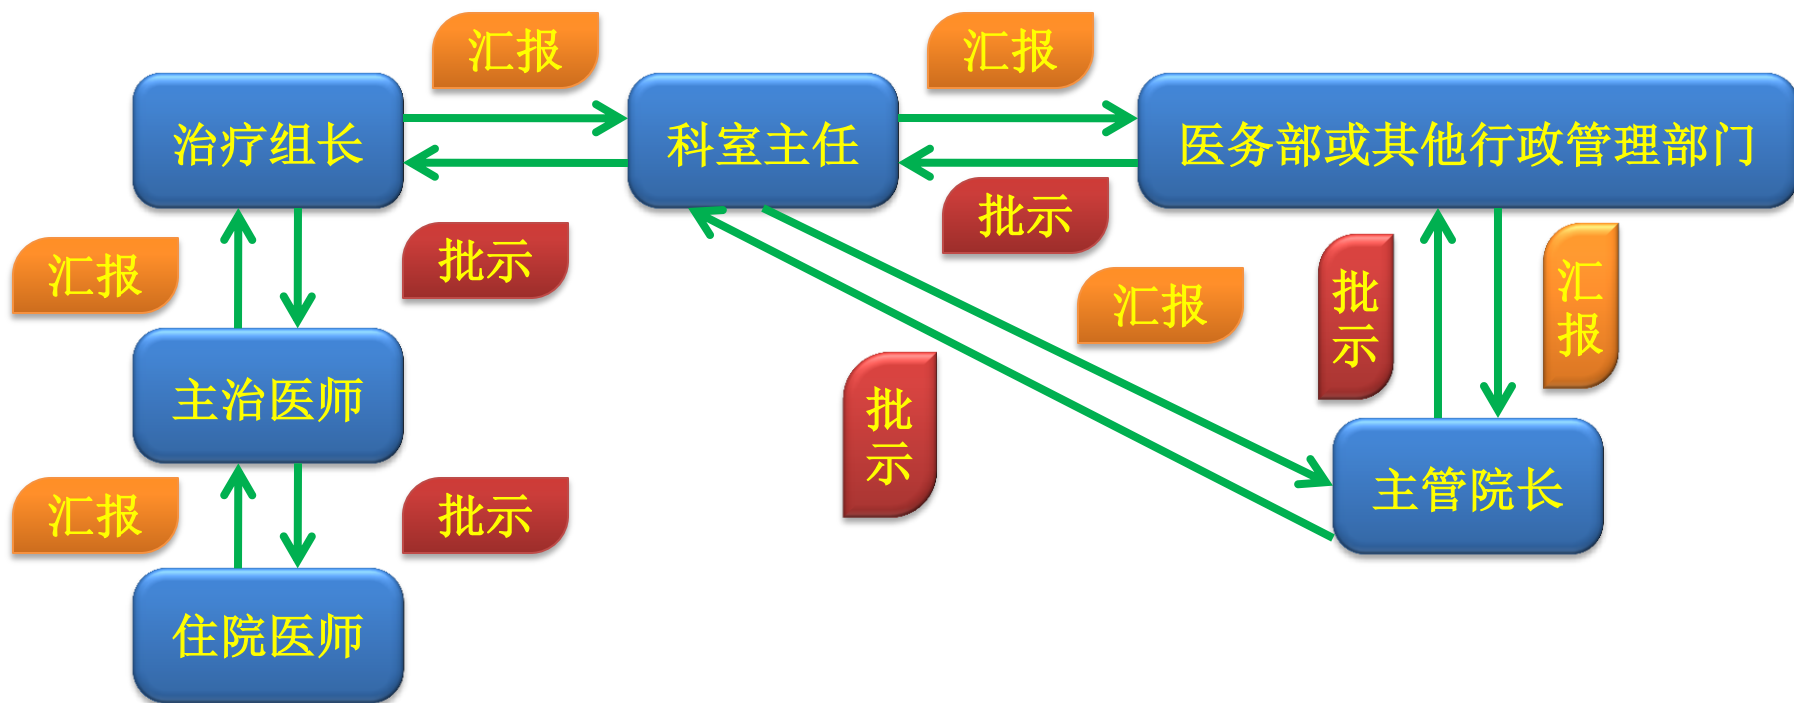 汇报
汇报
治疗组长
科室主任
医务部或其他行政管理部门
批示
批示
汇报
批示
汇报
批示
汇报
批示
主治医师
主管院长
汇报
批示
住院医师